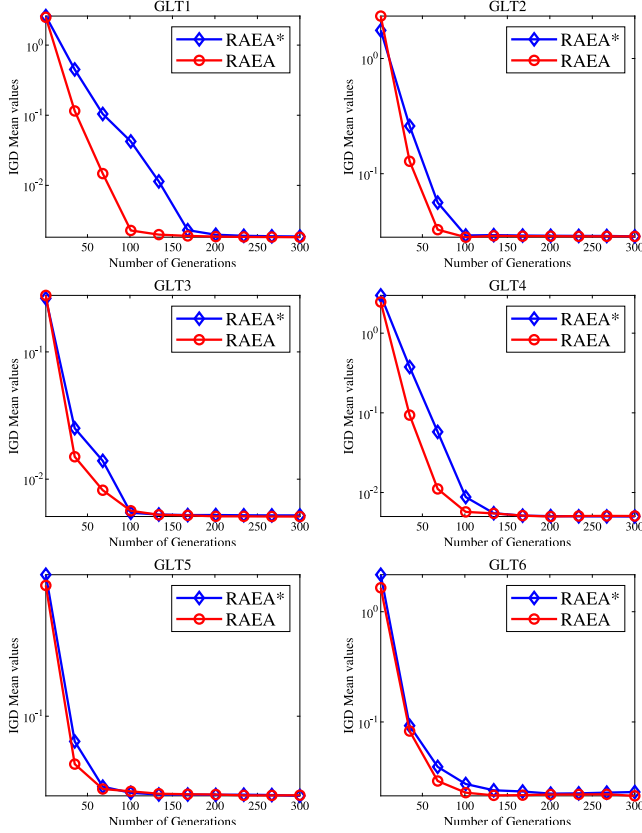 GLT1
IGD Mean values
10^0
10^-1
10^-2
RAEA*
RAEA
50 100 150 200 250 300
Number of Generations
GLT2
IGD Mean values
10^0
10^-1
RAEA*
RAEA
50 100 150 200 250 300
Number of Generations
GLT3
IGD Mean values
10^-1
10^-2
RAEA*
RAEA
50 100 150 200 250 300
Number of Generations
GLT4
IGD Mean values
10^0
10^-1
10^-2
RAEA*
RAEA
50 100 150 200 250 300
Number of Generations
GLT5
IGD Mean values
10^-1
RAEA*
RAEA
50 100 150 200 250 300
Number of Generations
GLT6
IGD Mean values
10^0
10^-1
RAEA*
RAEA
50 100 150 200 250 300
Number of Generations